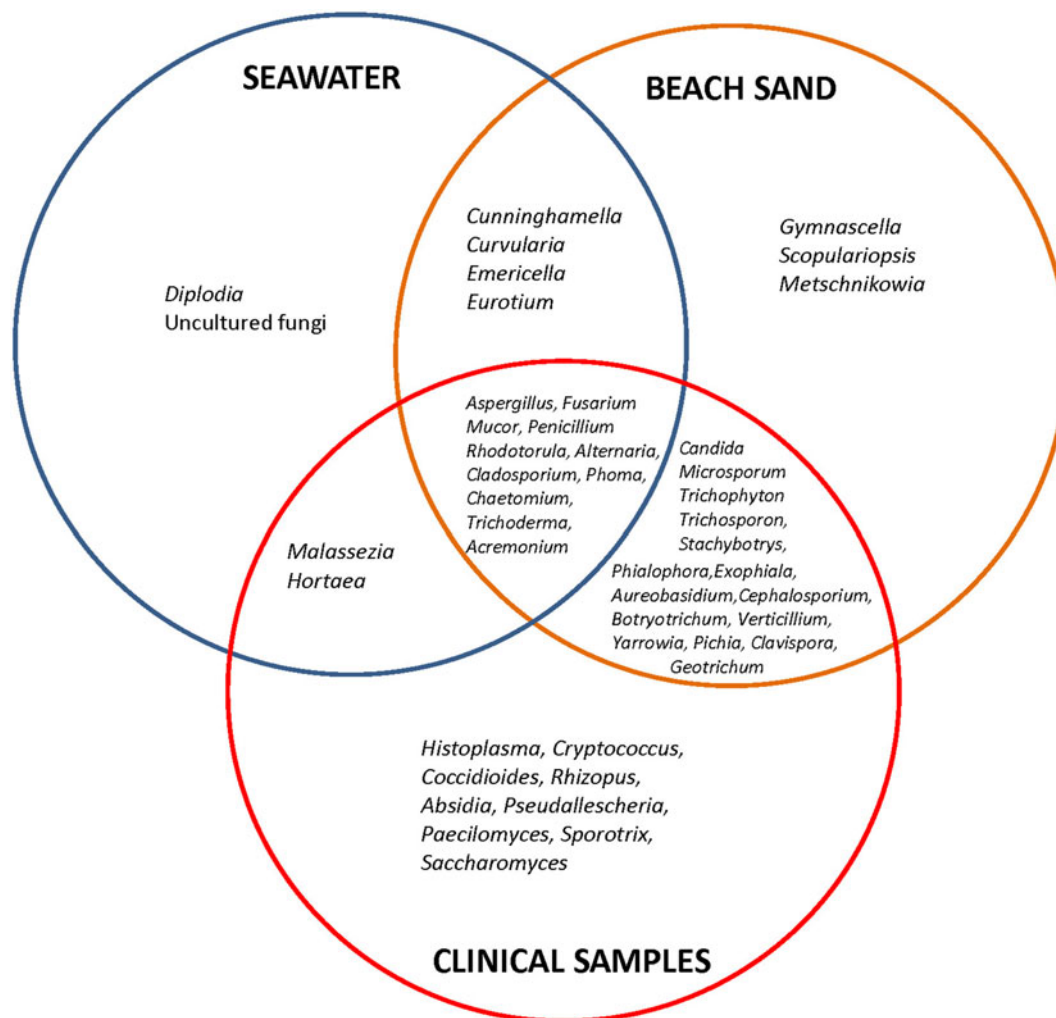 SEAWATER
BEACH SAND
Cunninghamella
Curvularia
Emericella
Eurotium
Gymnascella
Scopulariopsis
Metschnikowia
Diplodia
Uncultured fungi
Aspergillus, Fusarium
Mucor, Penicillium
Rhodotorula, Alternaria,
Cladosporium, Phoma,
Chaetomium,
Trichoderma,
Acremonium
Candida
Microsporum
Trichophyton
Trichosporon,
Stachybotrys,
Phialophora,Exophiala,
Aureobasidium,Cephalosporium,
Botryotrichum, Verticillium,
Yarrowia, Pichia, Clavispora,
Geotrichum
Malassezia
Hortaea
Histoplasma, Cryptococcus,
Coccidioides, Rhizopus,
Absidia, Pseudallescheria,
Paecilomyces, Sporotrix,
Saccharomyces
CLINICAL SAMPLES